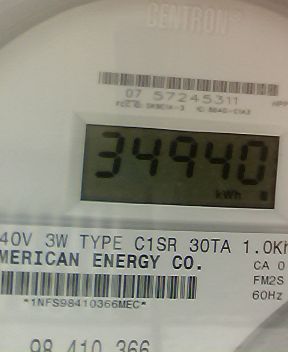 CENTRON®
07 57245311
34940
kWh
40V 3W TYPE C1SR 30TA 1.0Kh
CA 0
MERICAN ENERGY CO.
FM2S
60Hz
*1NFS98410366MEC*
98 410 366